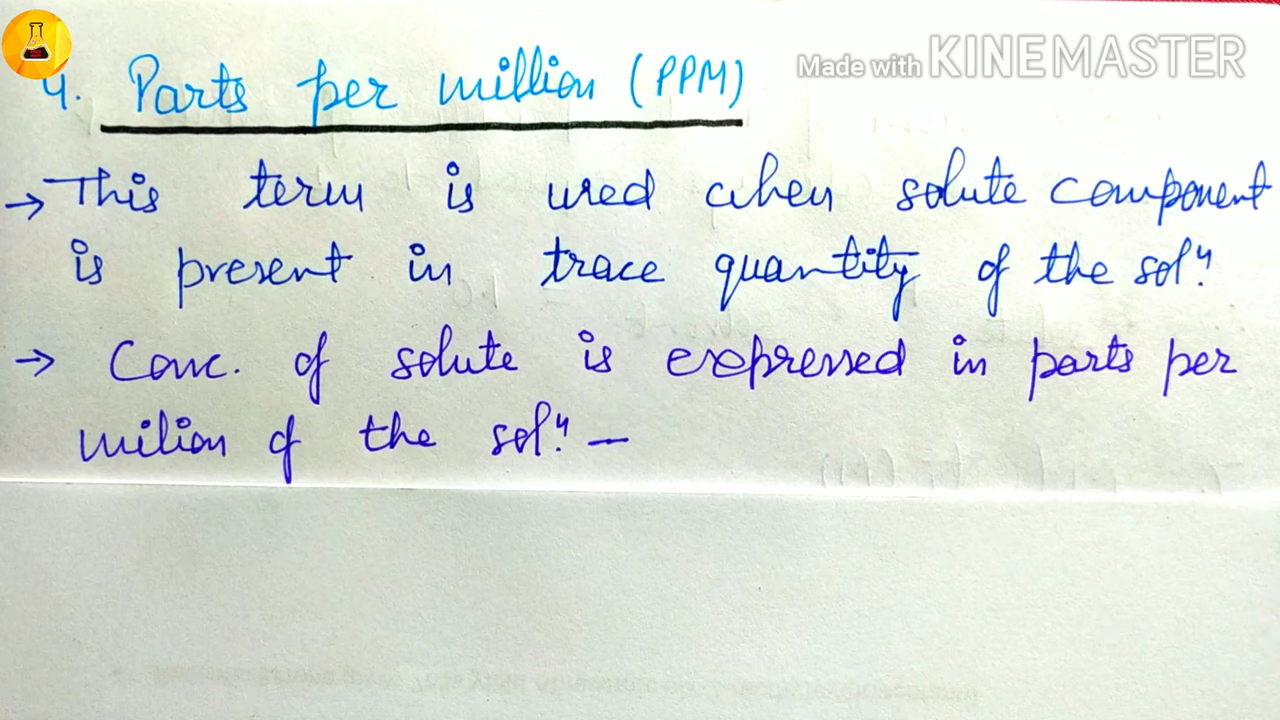 Made with KINEMASTER
4. Parts per million (PPM)
→ This term is used when solute component
is present in trace quantity of the solⁿ.
→ Conc. of solute is expressed in parts per
milion of the solⁿ. —